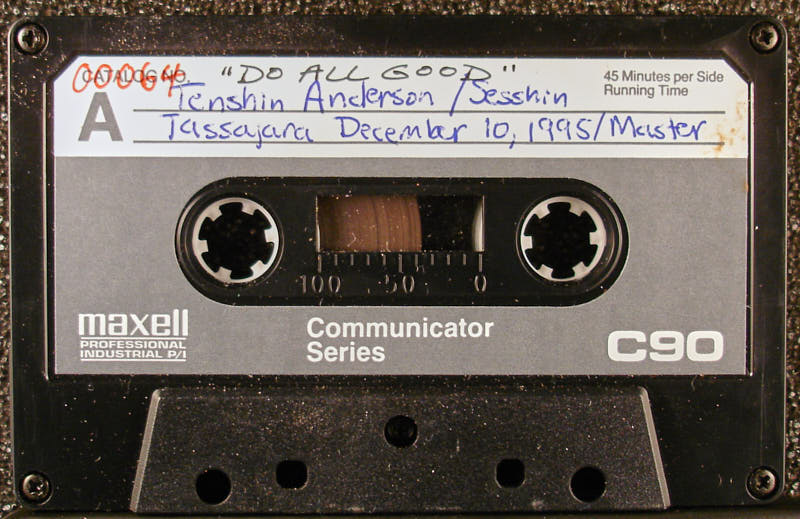 00064 CATALOG NO. "DO ALL GOOD"
45 Minutes per Side
Running Time
A
Tenshin Anderson / Sesshin
Tassajara December 10, 1995 / Master
100 50 0
maxell
PROFESSIONAL
INDUSTRIAL P/I
Communicator
Series
C90